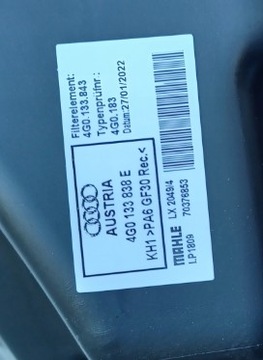 Filterelement:
4G0.133.843
Typenprüfnr:
4G0.183
Datum:27/01/2022
AUSTRIA
4G0 133 838 E
KH1 >PA6 GF30 Rec.<
MAHLE LX 2049/4
LP1809 70376853